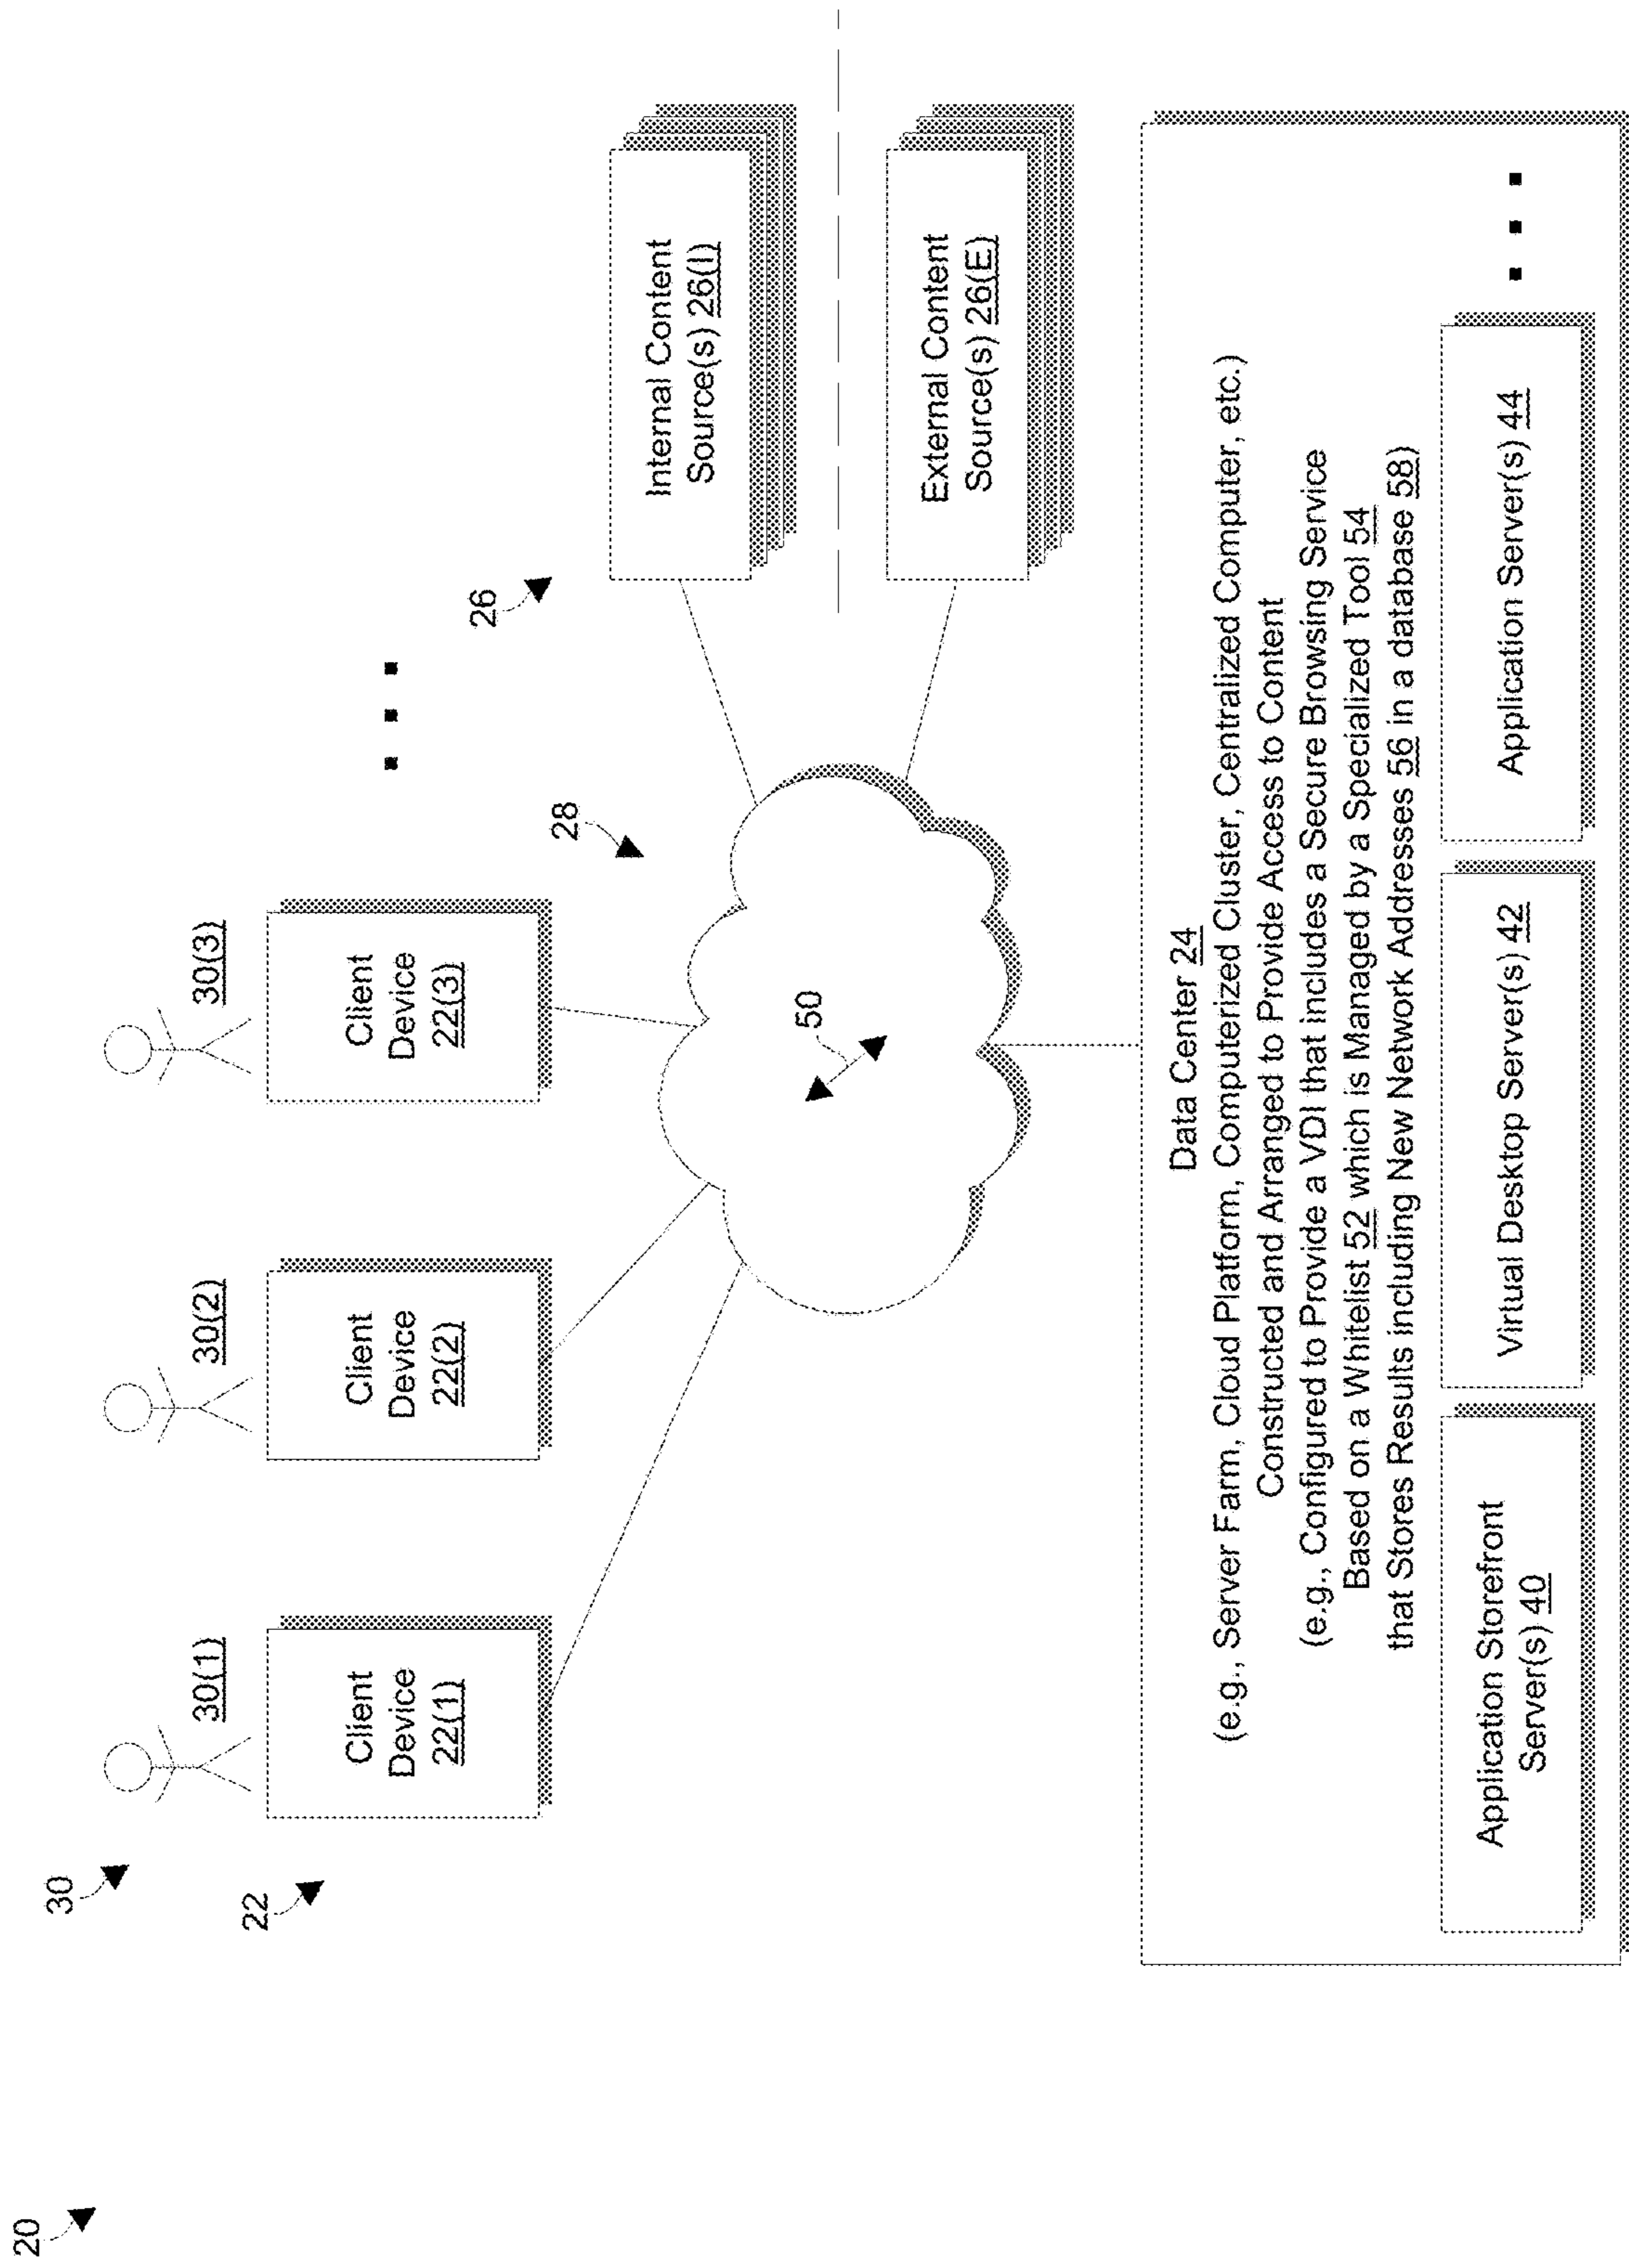 20
30
30(1)
30(2)
30(3)
22
Client
Device
22(1)
Client
Device
22(2)
Client
Device
22(3)
26
28
Internal Content
Source(s) 26(I)
50
External Content
Source(s) 26(E)
Data Center 24
(e.g., Server Farm, Cloud Platform, Computerized Cluster, Centralized Computer, etc.)
Constructed and Arranged to Provide Access to Content
(e.g., Configured to Provide a VDI that includes a Secure Browsing Service
Based on a Whitelist 52 which is Managed by a Specialized Tool 54
that Stores Results including New Network Addresses 56 in a database 58)
Application Storefront
Server(s) 40
Virtual Desktop Server(s) 42
Application Server(s) 44